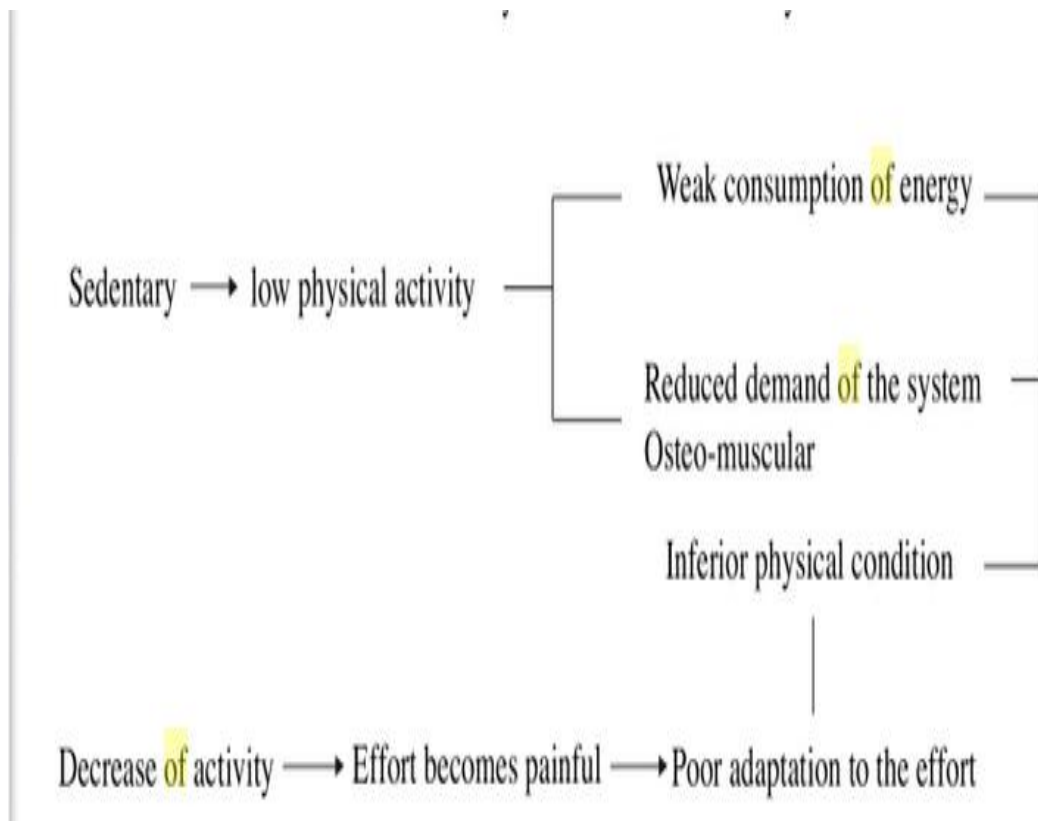 Weak consumption of energy
Sedentary → low physical activity
Reduced demand of the system
Osteo-muscular
Inferior physical condition
Decrease of activity → Effort becomes painful → Poor adaptation to the effort